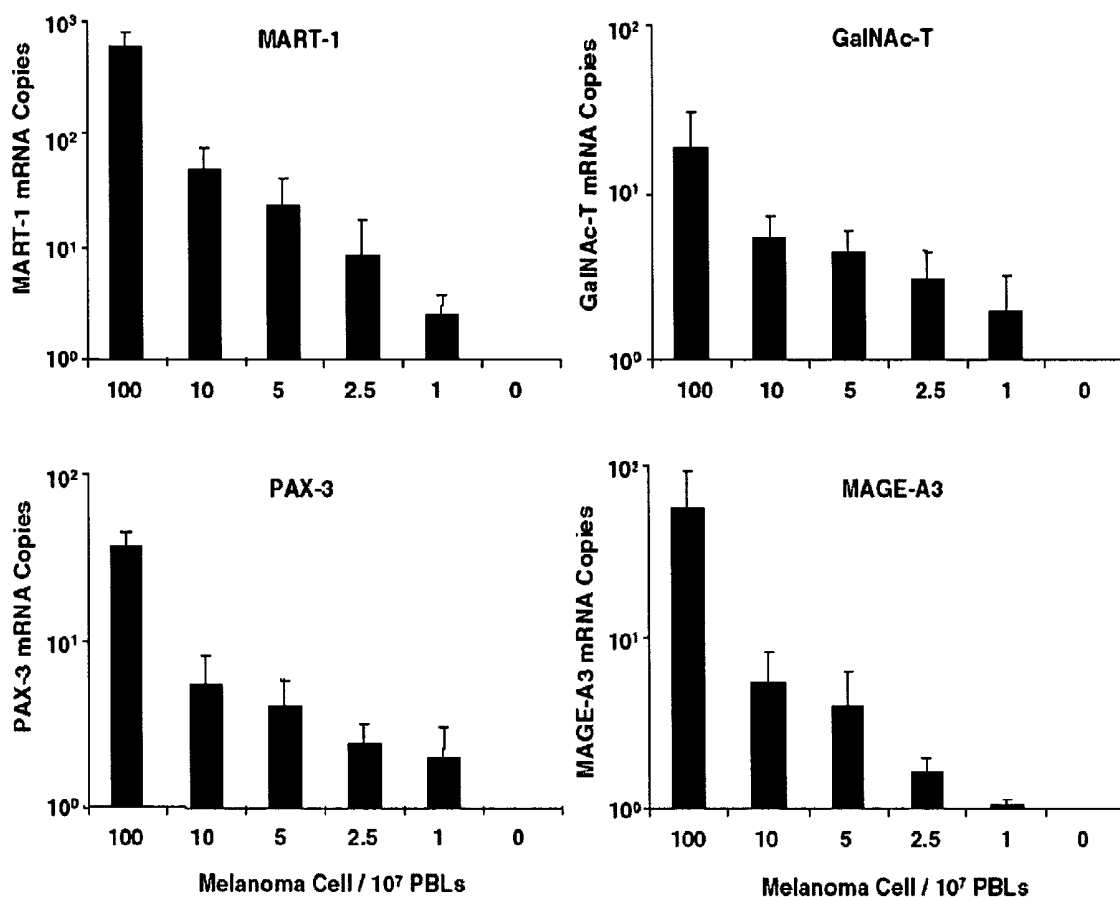 MART-1
MART-1 mRNA Copies
10³
10²
10¹
10⁰
100 10 5 2.5 1 0
GalNAc-T
GalNAc-T mRNA Copies
10²
10¹
10⁰
100 10 5 2.5 1 0
PAX-3
PAX-3 mRNA Copies
10²
10¹
10⁰
100 10 5 2.5 1 0
Melanoma Cell / 10⁷ PBLs
MAGE-A3
MAGE-A3 mRNA Copies
10²
10¹
10⁰
100 10 5 2.5 1 0
Melanoma Cell / 10⁷ PBLs